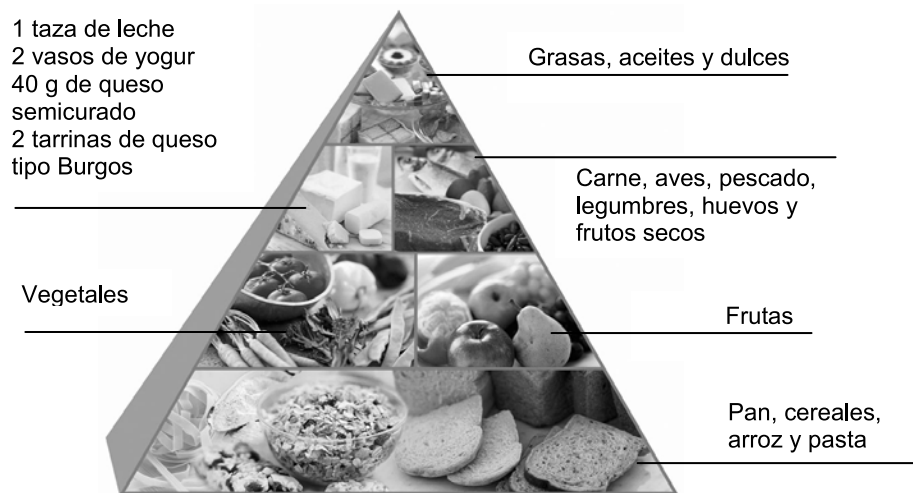 1 taza de leche
2 vasos de yogur
40 g de queso
semicurado
2 tarrinas de queso
tipo Burgos
Grasas, aceites y dulces
Carne, aves, pescado,
legumbres, huevos y
frutos secos
Vegetales
Frutas
Pan, cereales,
arroz y pasta